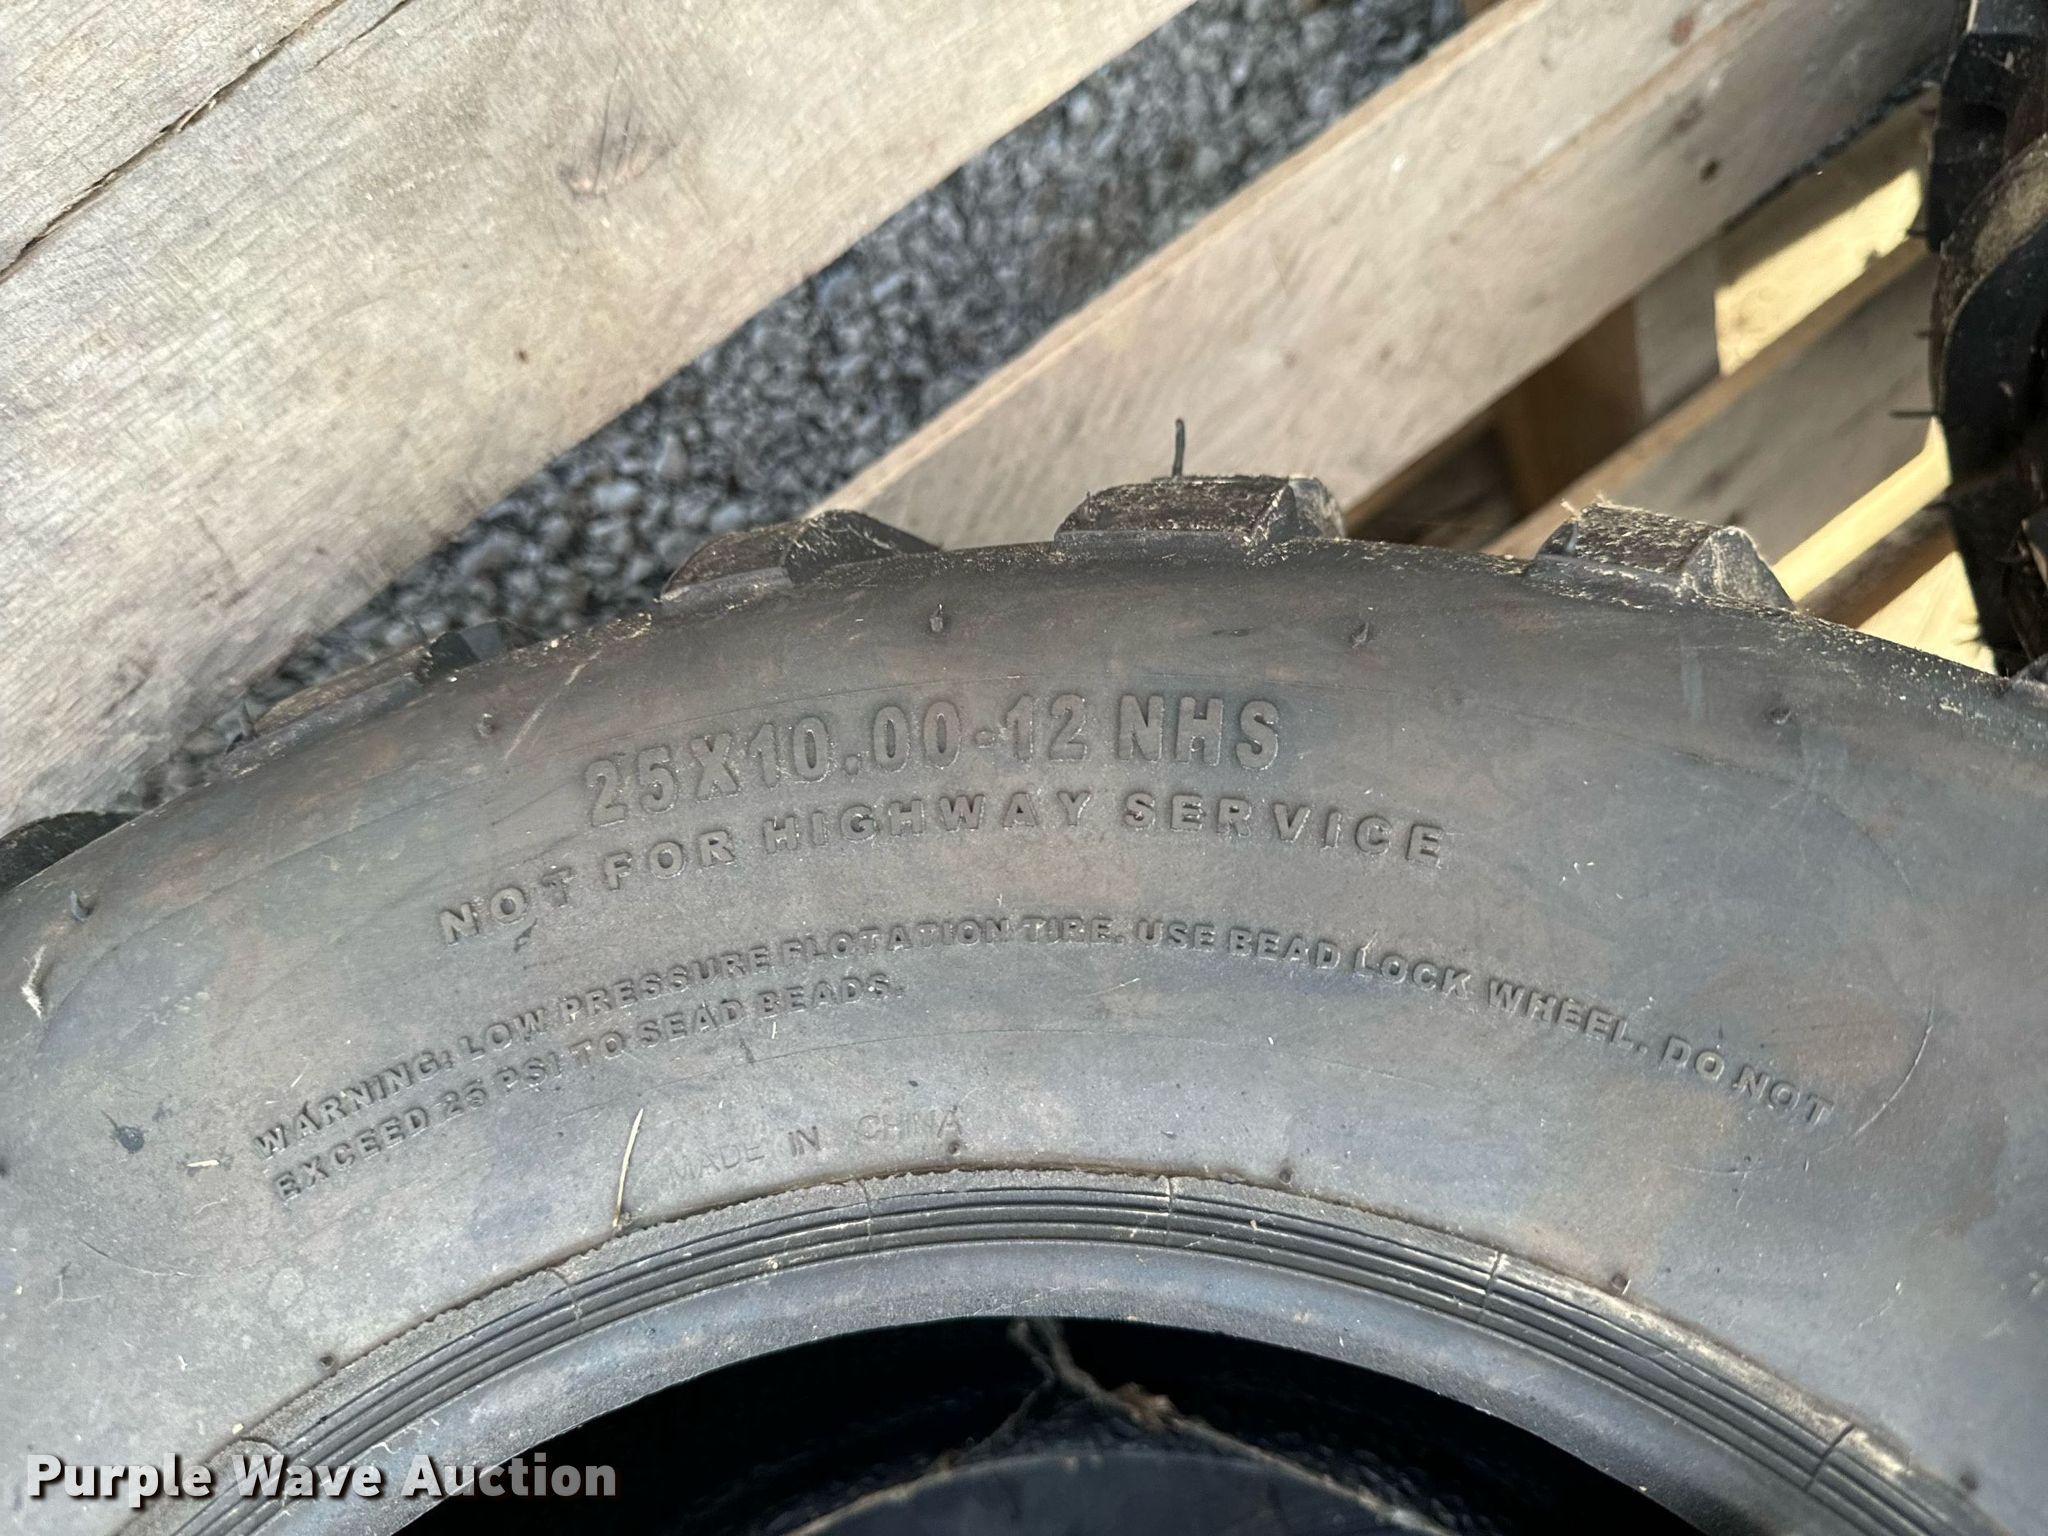 25X10.00-12 NHS
NOT FOR HIGHWAY SERVICE
WARNING: LOW PRESSURE FLOTATION TIRE. USE BEAD LOCK WHEEL. DO NOT
EXCEED 25 PSI TO SEAD BEADS.
MADE IN CHINA
Purple Wave Auction